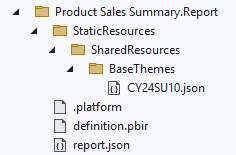 Product Sales Summary.Report
StaticResources
SharedResources
BaseThemes
CY24SU10.json
.platform
definition.pbir
report.json